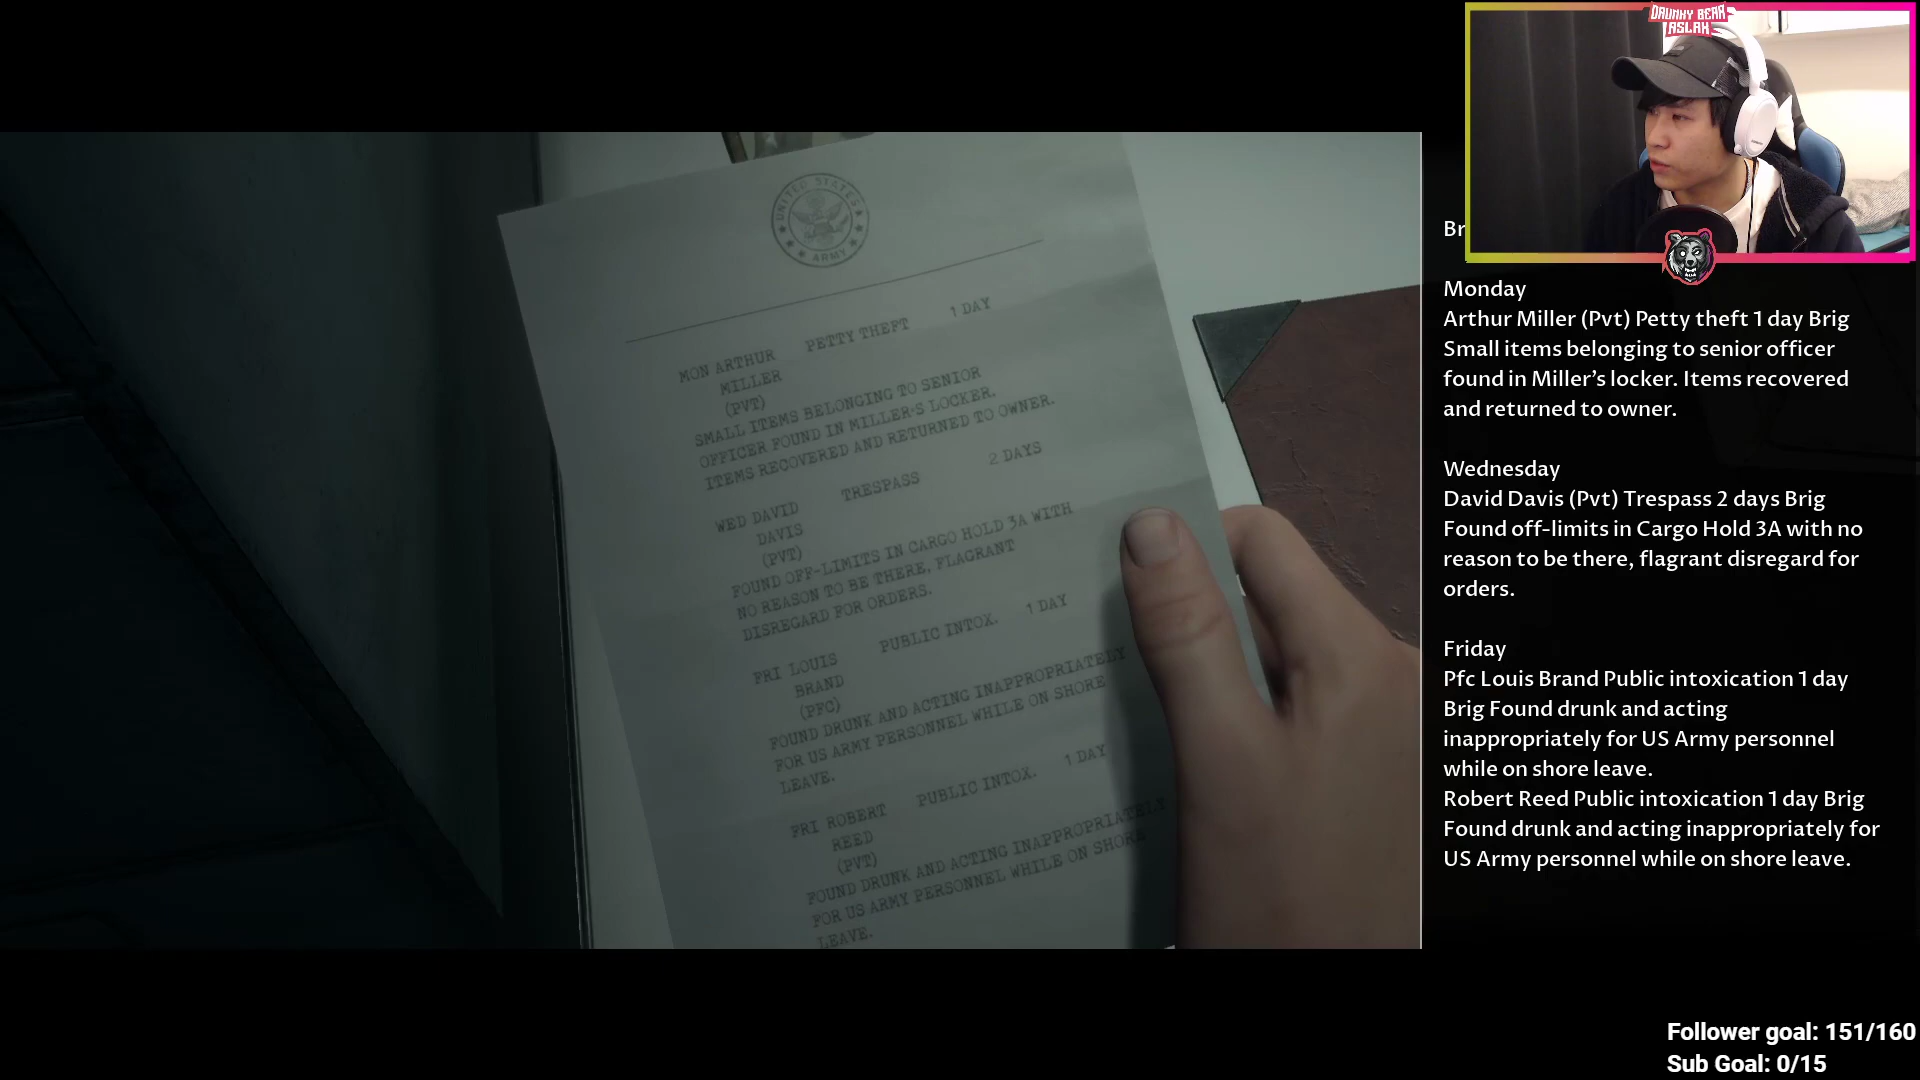 DRUNKY BEAR
ASLAH
UNITED STATES
ARMY
MON ARTHUR PETTY THEFT 1 DAY
MILLER
(PVT)
SMALL ITEMS BELONGING TO SENIOR
OFFICER FOUND IN MILLER'S LOCKER.
ITEMS RECOVERED AND RETURNED TO OWNER.
WED DAVID TRESPASS 2 DAYS
DAVIS
(PVT)
FOUND OFF-LIMITS IN CARGO HOLD 3A WITH
NO REASON TO BE THERE, FLAGRANT
DISREGARD FOR ORDERS.
FRI LOUIS PUBLIC INTOX. 1 DAY
BRAND
(PFC)
FOUND DRUNK AND ACTING INAPPROPRIATELY
FOR US ARMY PERSONNEL WHILE ON SHORE
LEAVE.
FRI ROBERT PUBLIC INTOX. 1 DAY
REED
(PVT)
FOUND DRUNK AND ACTING INAPPROPRIATELY
FOR US ARMY PERSONNEL WHILE ON SHORE
LEAVE.
Br
Monday
Arthur Miller (Pvt) Petty theft 1 day Brig
Small items belonging to senior officer
found in Miller’s locker. Items recovered
and returned to owner.
Wednesday
David Davis (Pvt) Trespass 2 days Brig
Found off-limits in Cargo Hold 3A with no
reason to be there, flagrant disregard for
orders.
Friday
Pfc Louis Brand Public intoxication 1 day
Brig Found drunk and acting
inappropriately for US Army personnel
while on shore leave.
Robert Reed Public intoxication 1 day Brig
Found drunk and acting inappropriately for
US Army personnel while on shore leave.
Follower goal: 151/160
Sub Goal: 0/15